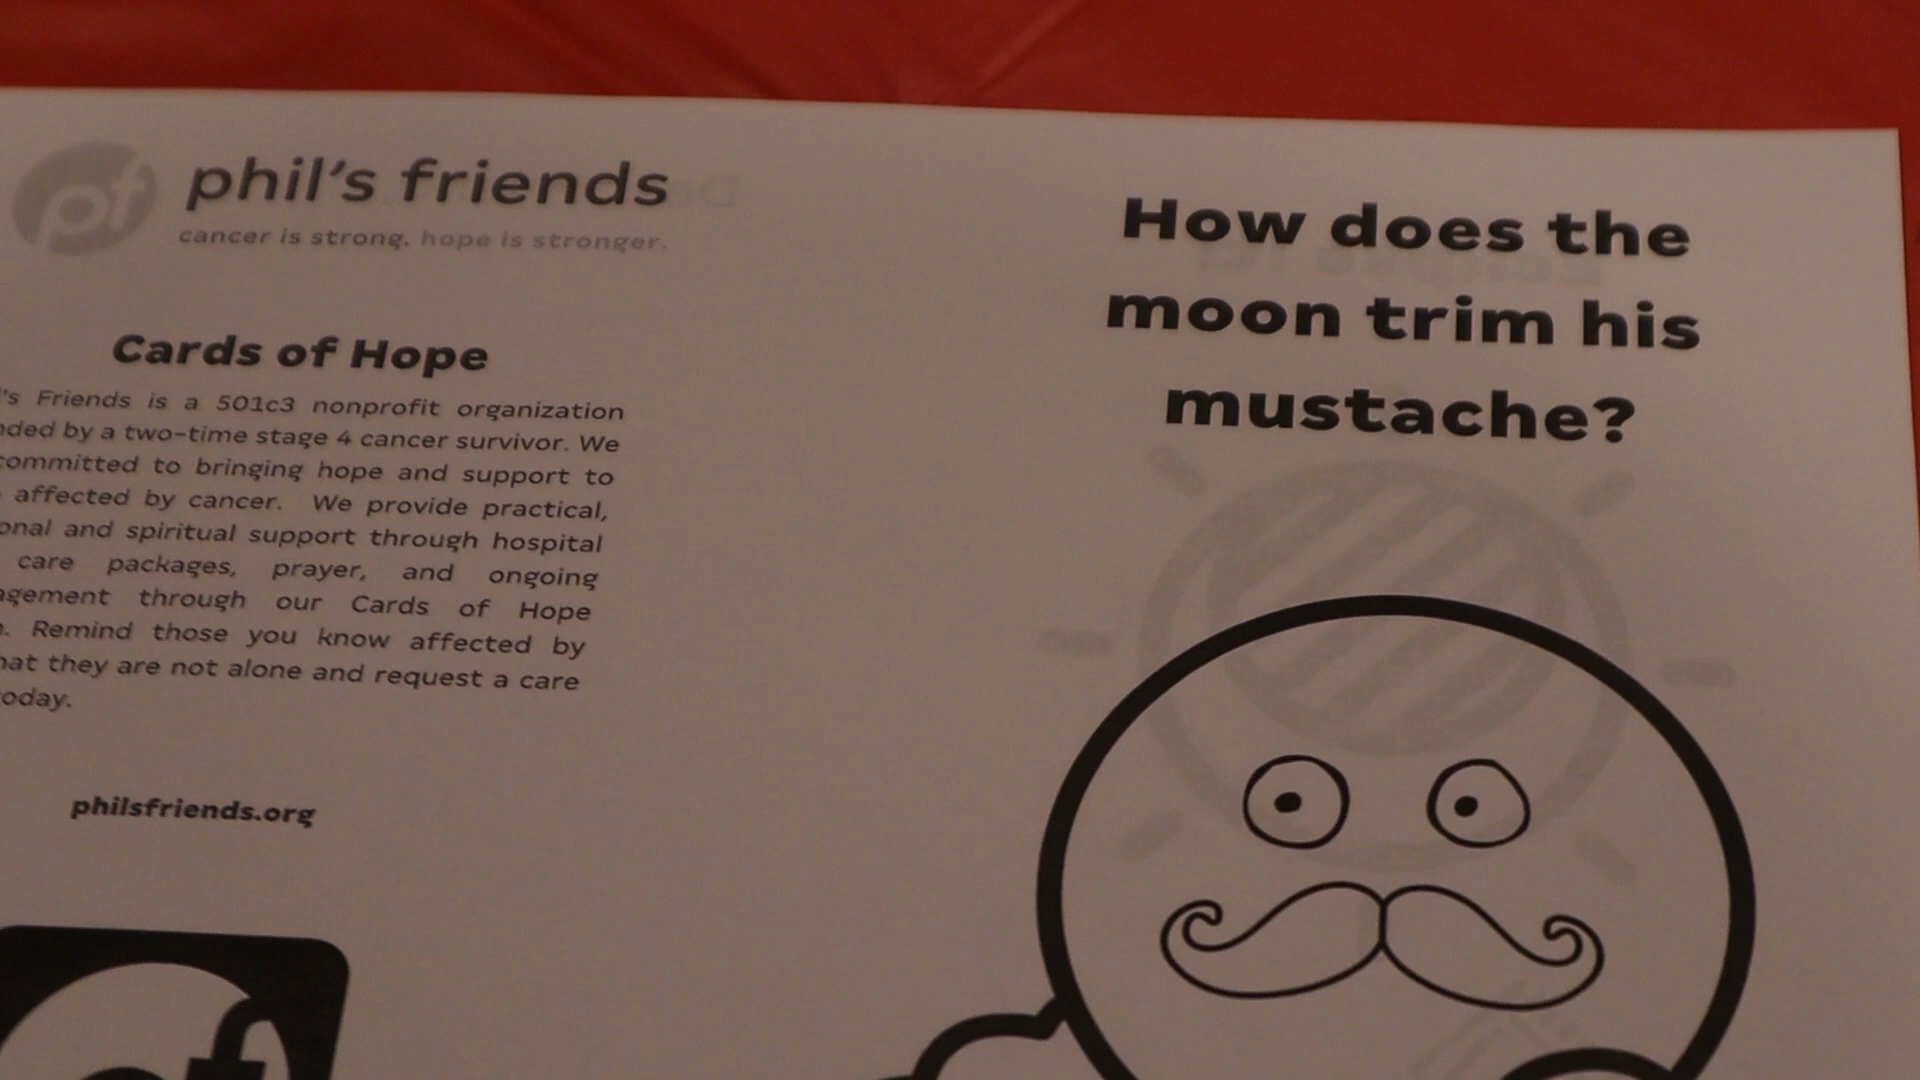 pf
phil's friends
cancer is strong. hope is stronger.
Cards of Hope
's Friends is a 501c3 nonprofit organization
ded by a two-time stage 4 cancer survivor. We
committed to bringing hope and support to
affected by cancer. We provide practical,
onal and spiritual support through hospital
care packages, prayer, and ongoing
agement through our Cards of Hope
. Remind those you know affected by
hat they are not alone and request a care
oday.
philsfriends.org
How does the
moon trim his
mustache?